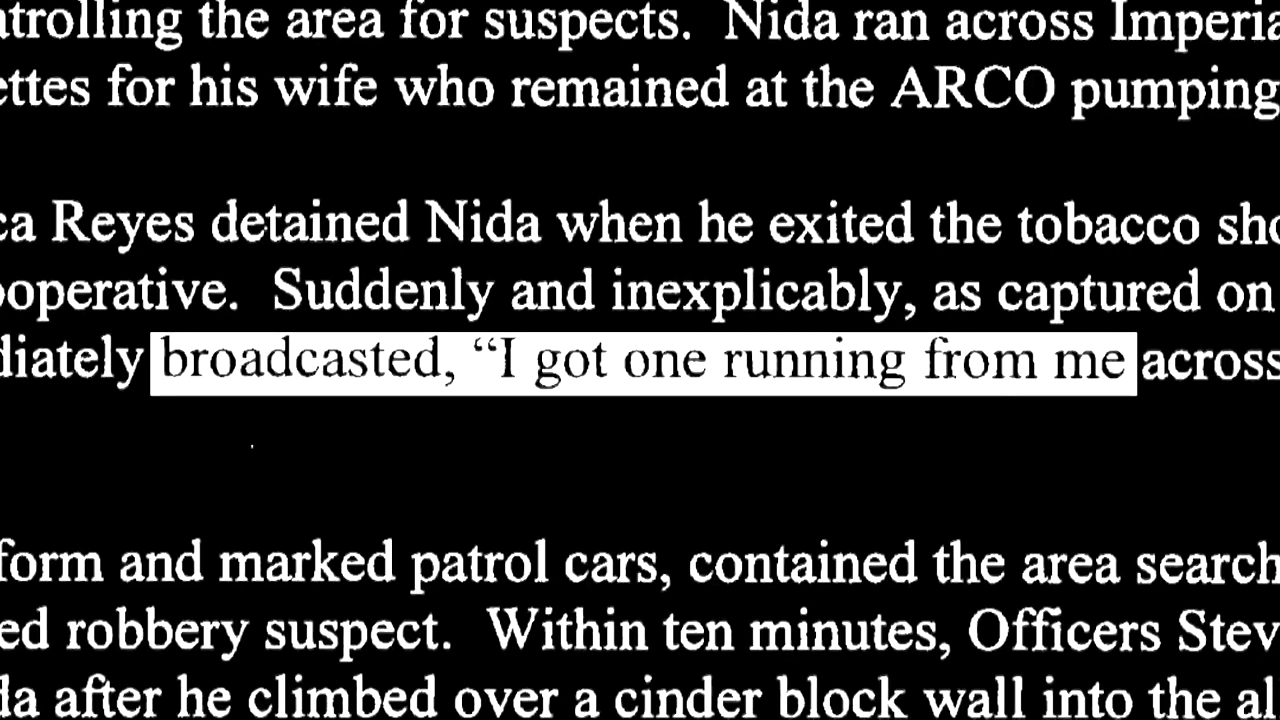 atrolling the area for suspects. Nida ran across Imperia
ettes for his wife who remained at the ARCO pumping
ca Reyes detained Nida when he exited the tobacco sho
ooperative. Suddenly and inexplicably, as captured on
diately broadcasted, “I got one running from me across
form and marked patrol cars, contained the area search
ed robbery suspect. Within ten minutes, Officers Stev
da after he climbed over a cinder block wall into the al